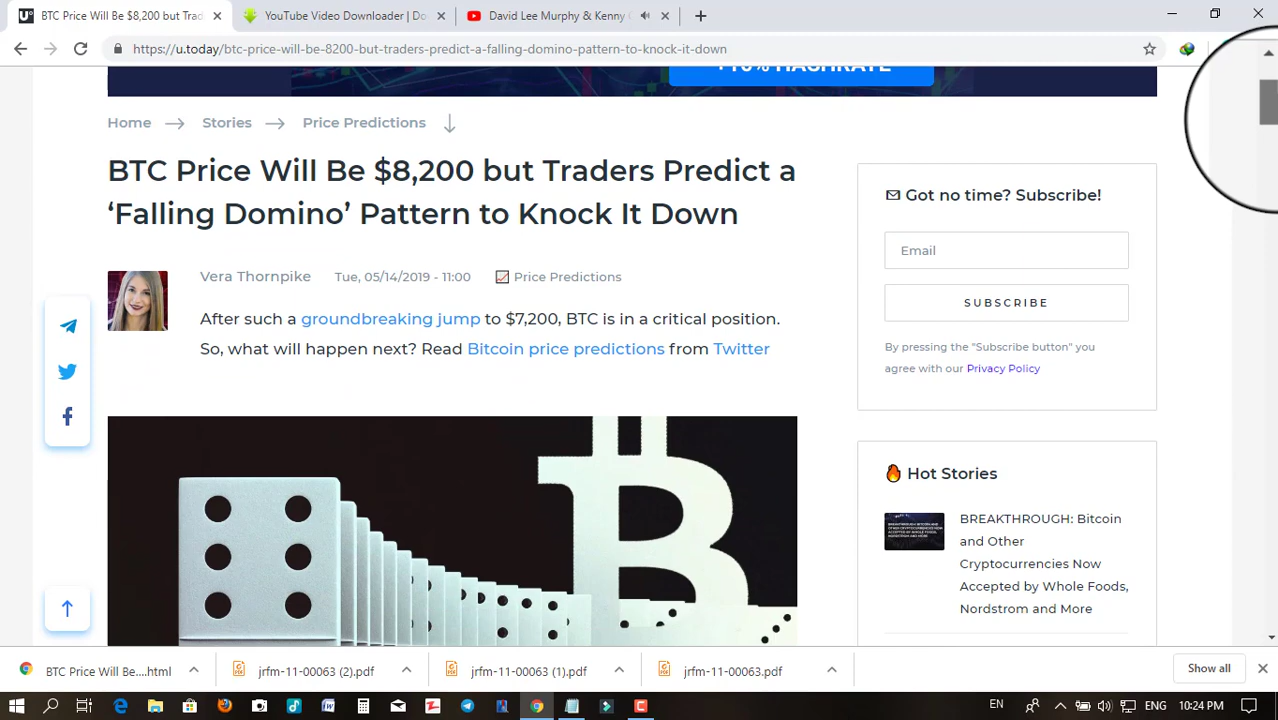 BTC Price Will Be $8,200 but Trad
YouTube Video Downloader | Do
David Lee Murphy & Kenny
https://u.today/btc-price-will-be-8200-but-traders-predict-a-falling-domino-pattern-to-knock-it-down
+10% HASHRATE
Home → Stories → Price Predictions ↓
BTC Price Will Be $8,200 but Traders Predict a
‘Falling Domino’ Pattern to Knock It Down
Vera Thornpike Tue, 05/14/2019 - 11:00 Price Predictions
After such a groundbreaking jump to $7,200, BTC is in a critical position.
So, what will happen next? Read Bitcoin price predictions from Twitter
Got no time? Subscribe!
Email
SUBSCRIBE
By pressing the "Subscribe button" you
agree with our Privacy Policy
Hot Stories
BREAKTHROUGH: Bitcoin
and Other
Cryptocurrencies Now
Accepted by Whole Foods,
Nordstrom and More
BTC Price Will Be....html
jrfm-11-00063 (2).pdf
jrfm-11-00063 (1).pdf
jrfm-11-00063.pdf
Show all
EN
ENG
10:24 PM